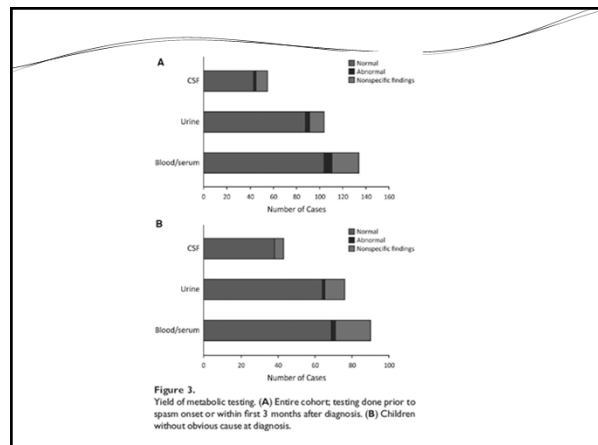 A
Normal
Abnormal
Nonspecific findings
CSF
Urine
Blood/serum
0 20 40 60 80 100 120 140 160
Number of Cases
B
Normal
Abnormal
Nonspecific findings
CSF
Urine
Blood/serum
0 20 40 60 80 100
Number of Cases
Figure 3.
Yield of metabolic testing. (A) Entire cohort; testing done prior to
spasm onset or within first 3 months after diagnosis. (B) Children
without obvious cause at diagnosis.